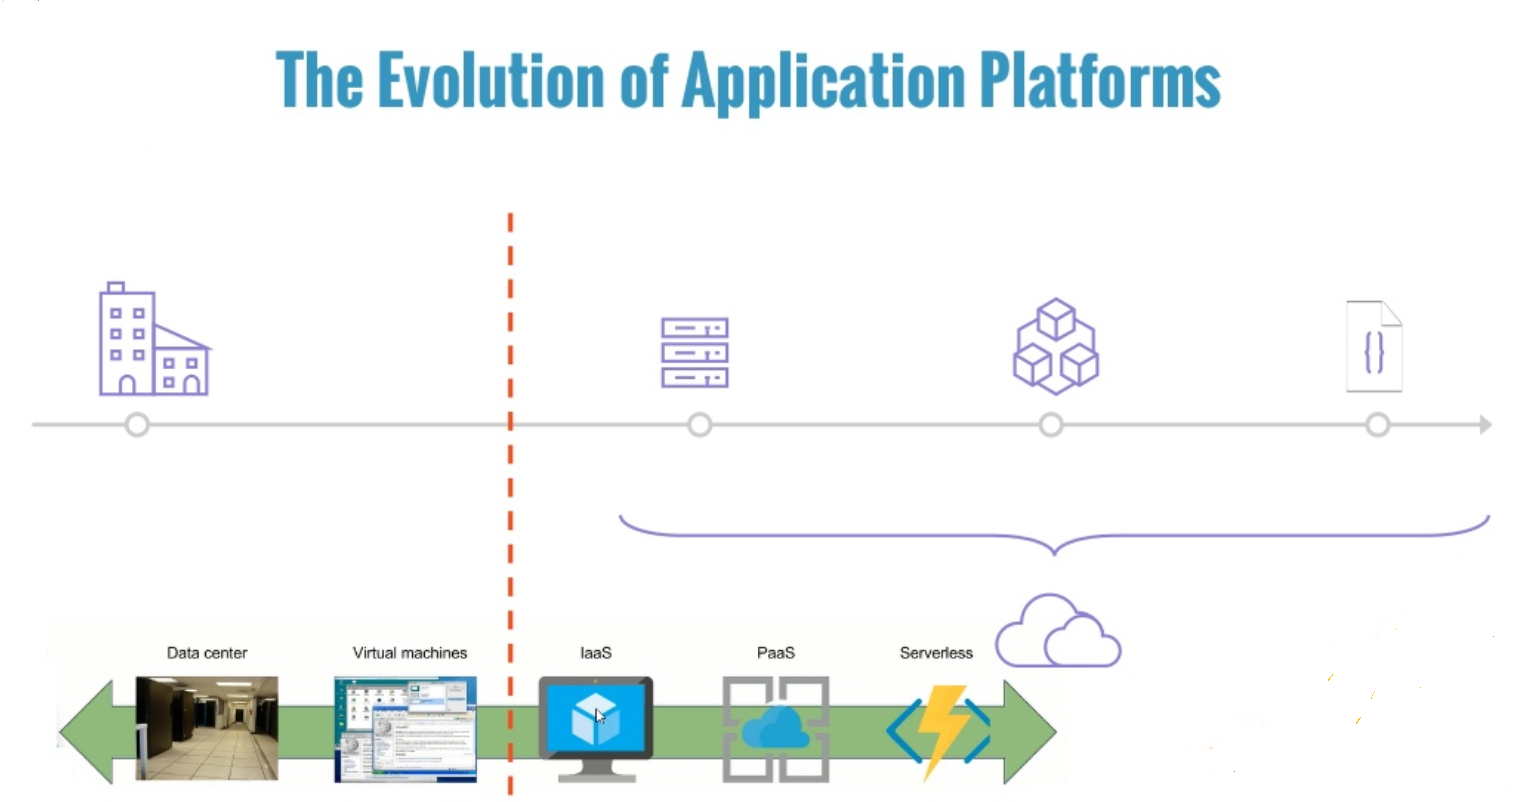 The Evolution of Application Platforms
{}
Data center
Virtual machines
IaaS
PaaS
Serverless